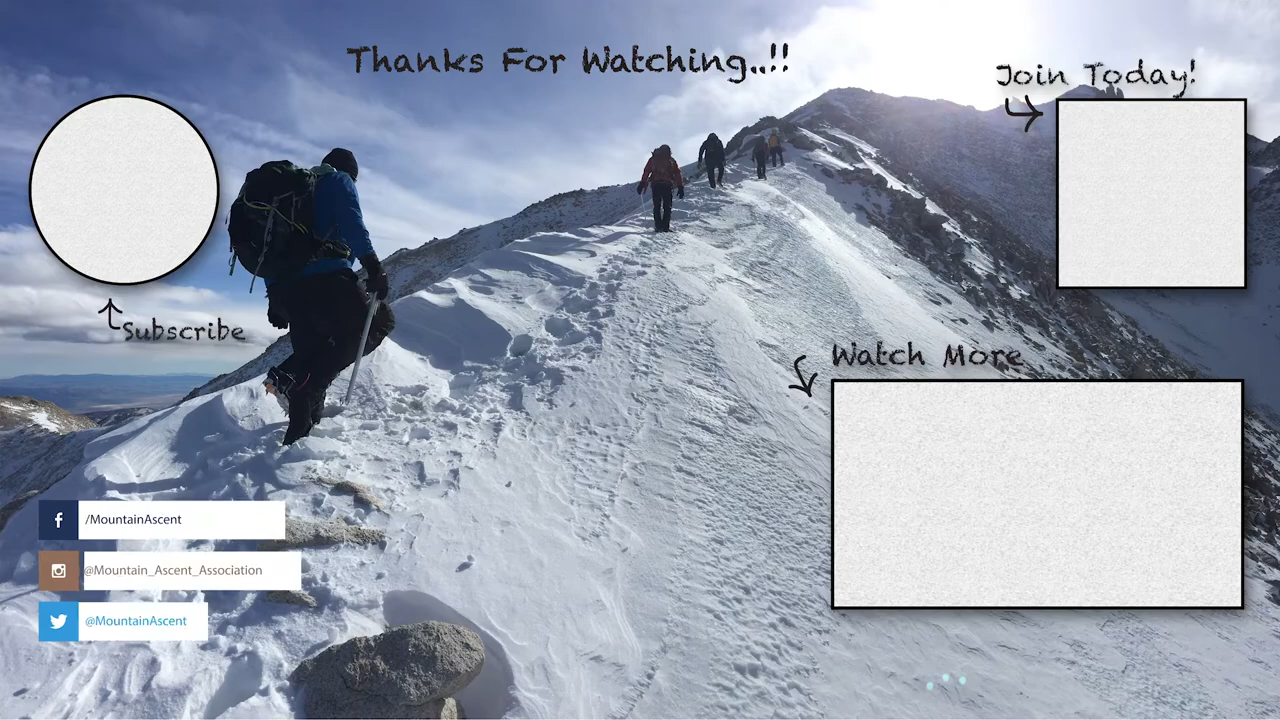 Thanks For Watching..!!
Join Today!
Subscribe
Watch More
/MountainAscent
@Mountain_Ascent_Association
@MountainAscent